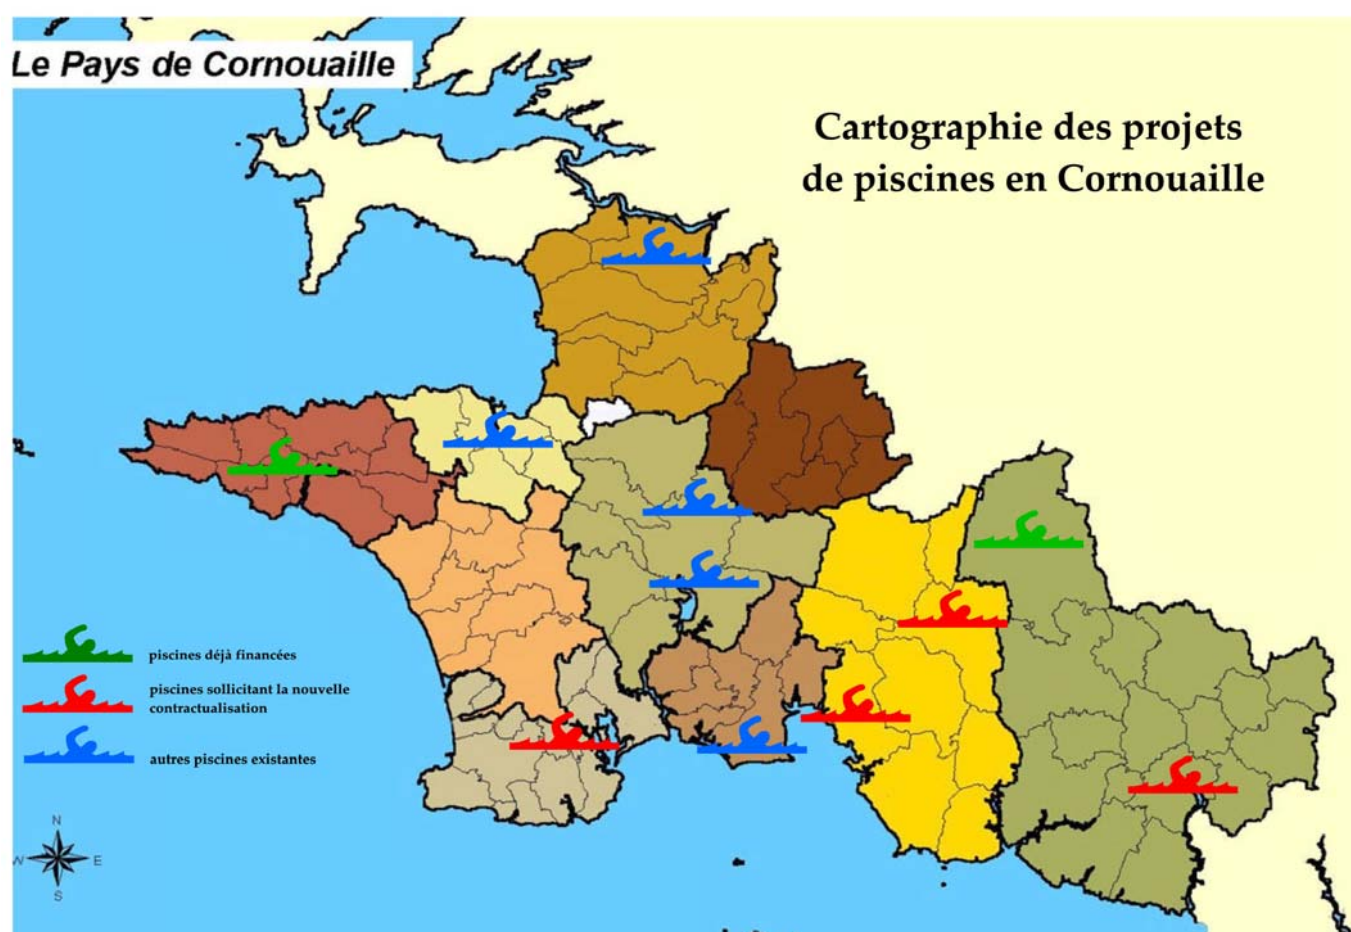 Le Pays de Cornouaille
Cartographie des projets
de piscines en Cornouaille
piscines déjà financées
piscines sollicitant la nouvelle
contractualisation
autres piscines existantes
N
W
E
S